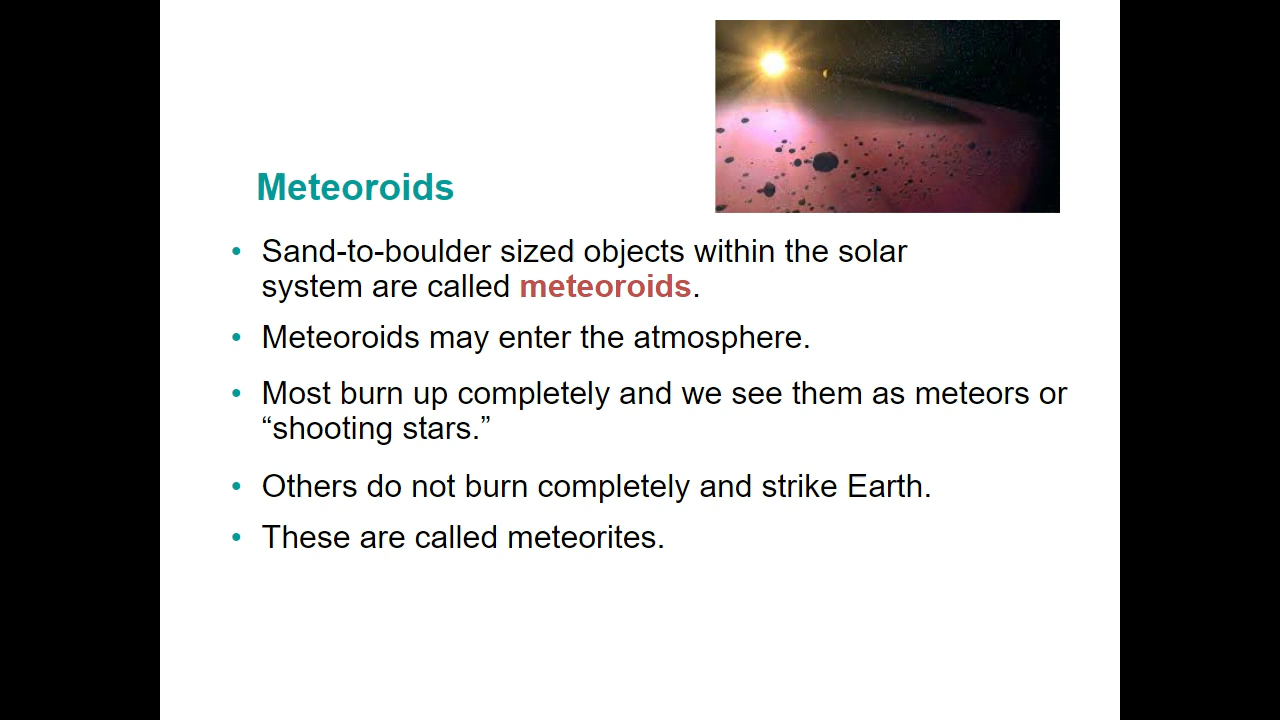 Meteoroids
• Sand-to-boulder sized objects within the solar
system are called meteoroids.
• Meteoroids may enter the atmosphere.
• Most burn up completely and we see them as meteors or
“shooting stars.”
• Others do not burn completely and strike Earth.
• These are called meteorites.